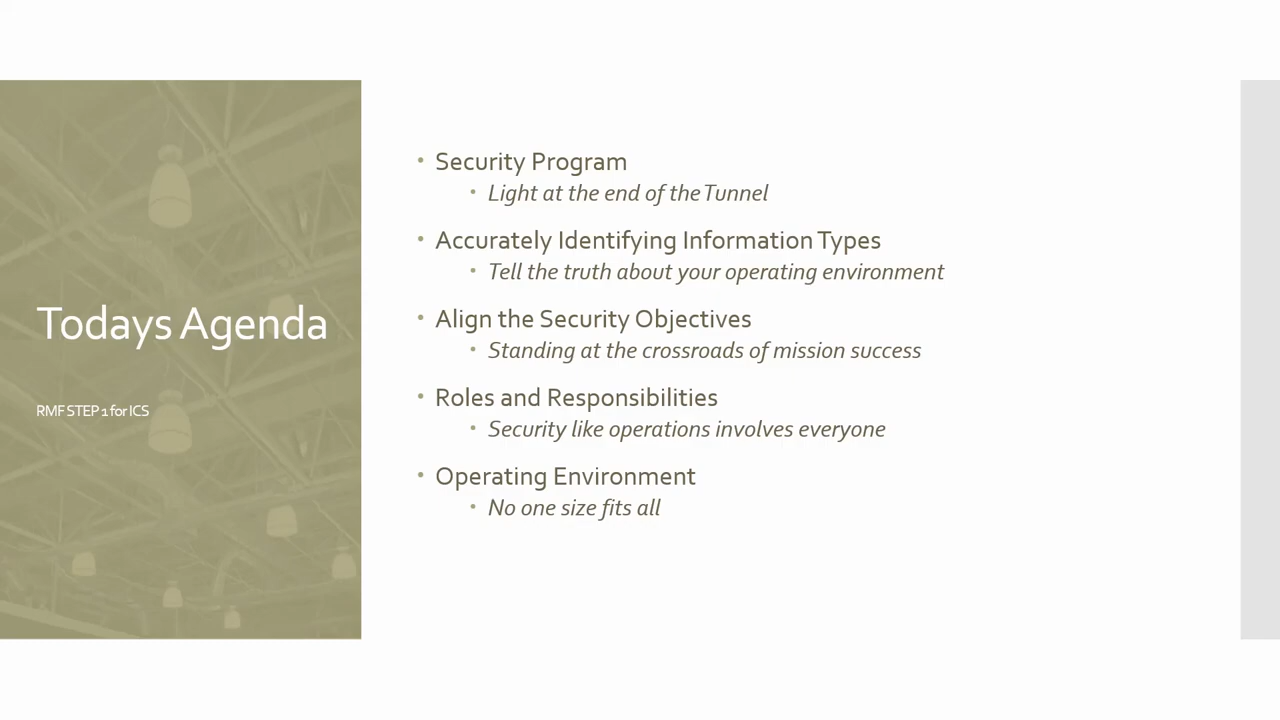 Todays Agenda
RMF STEP 1 for ICS
• Security Program
• Light at the end of the Tunnel
• Accurately Identifying Information Types
• Tell the truth about your operating environment
• Align the Security Objectives
• Standing at the crossroads of mission success
• Roles and Responsibilities
• Security like operations involves everyone
• Operating Environment
• No one size fits all